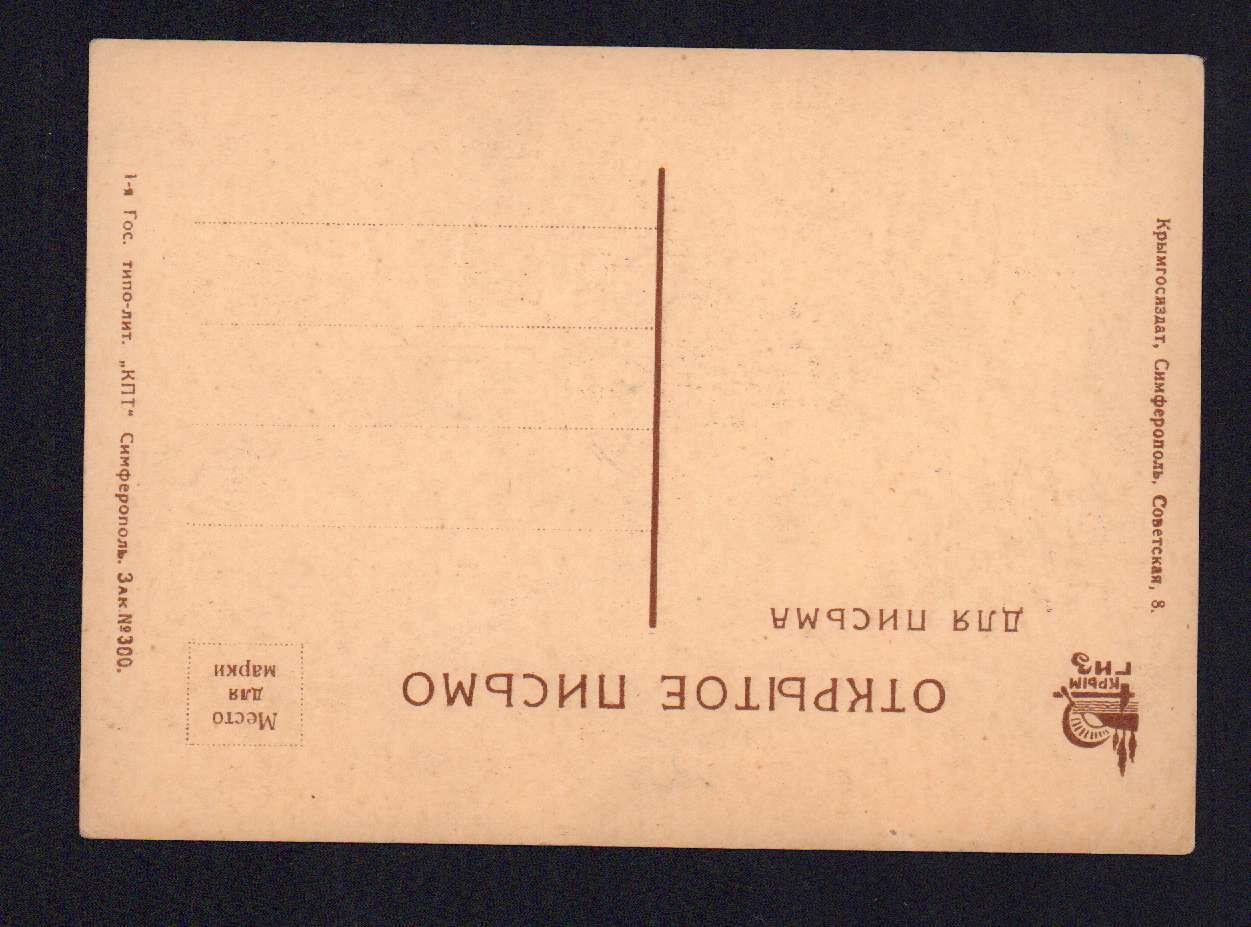 ОТКРЫТОЕ ПИСЬМО
ДЛЯ ПИСЬМА
Место
для
марки
КРЫМ
ГИЗ
Крымгосиздат, Симферополь, Советская, 8.
1-я Гос. типо-лит. „КПТ“ Симферополь. Зак. №300.